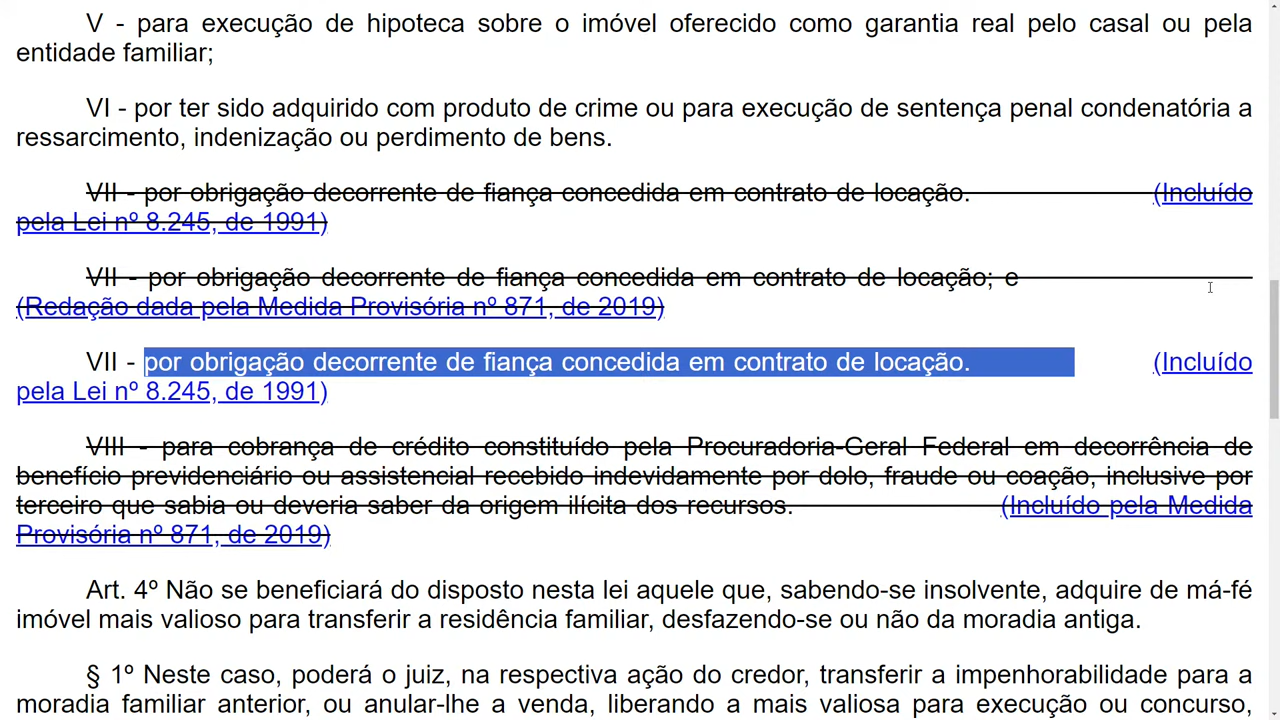 V - para execução de hipoteca sobre o imóvel oferecido como garantia real pelo casal ou pela
entidade familiar;
VI - por ter sido adquirido com produto de crime ou para execução de sentença penal condenatória a
ressarcimento, indenização ou perdimento de bens.
VII - por obrigação decorrente de fiança concedida em contrato de locação. (Incluído
pela Lei nº 8.245, de 1991)
VII - por obrigação decorrente de fiança concedida em contrato de locação; e
(Redação dada pela Medida Provisória nº 871, de 2019)
VII - por obrigação decorrente de fiança concedida em contrato de locação. (Incluído
pela Lei nº 8.245, de 1991)
VIII - para cobrança de crédito constituído pela Procuradoria-Geral Federal em decorrência de
benefício previdenciário ou assistencial recebido indevidamente por dolo, fraude ou coação, inclusive por
terceiro que sabia ou deveria saber da origem ilícita dos recursos. (Incluído pela Medida
Provisória nº 871, de 2019)
Art. 4º Não se beneficiará do disposto nesta lei aquele que, sabendo-se insolvente, adquire de má-fé
imóvel mais valioso para transferir a residência familiar, desfazendo-se ou não da moradia antiga.
§ 1º Neste caso, poderá o juiz, na respectiva ação do credor, transferir a impenhorabilidade para a
moradia familiar anterior, ou anular-lhe a venda, liberando a mais valiosa para execução ou concurso,